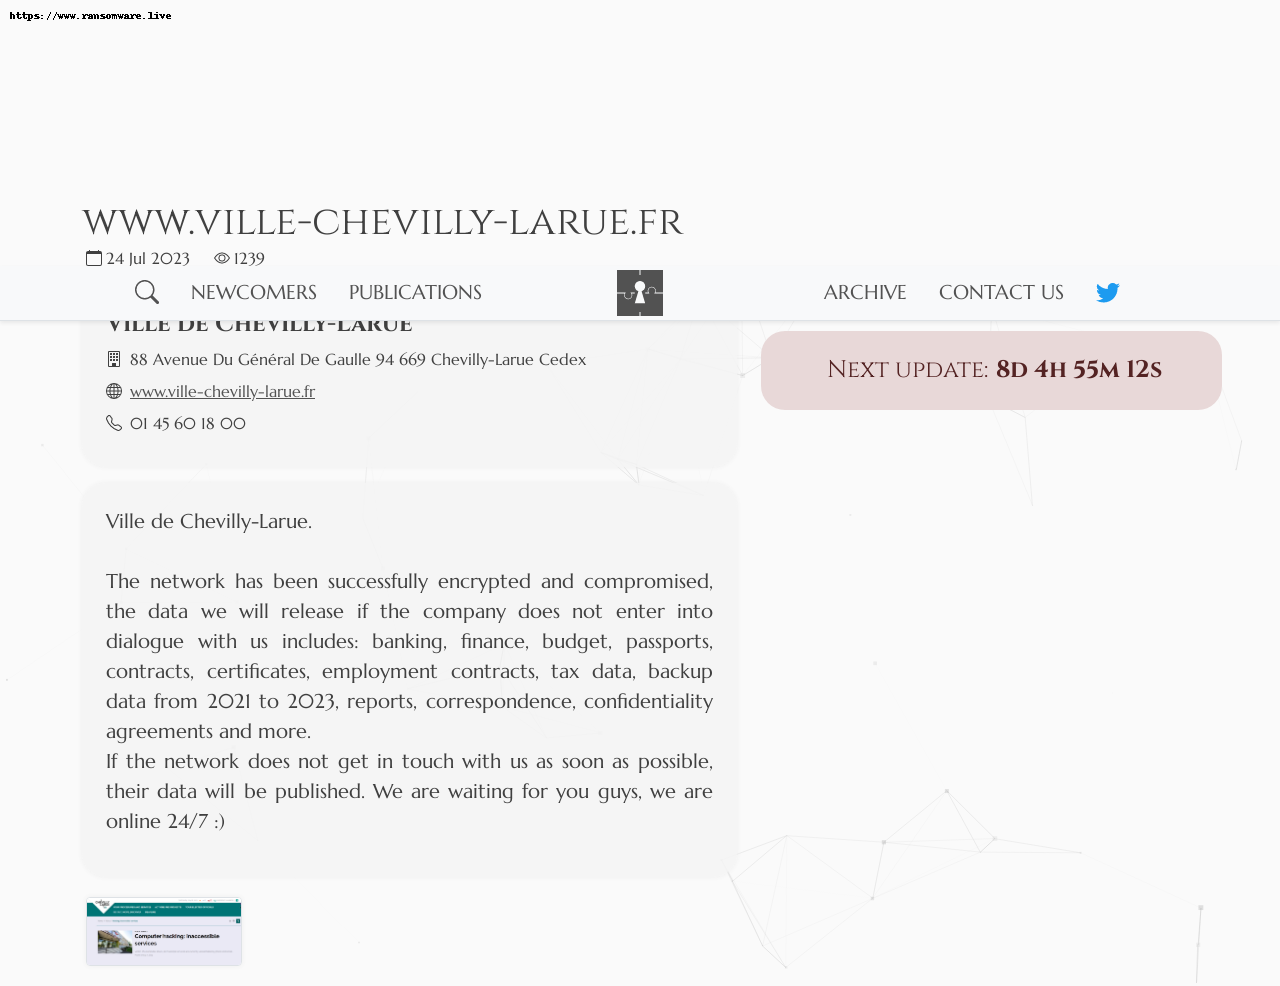 https://www.ransomware.live
www.ville-chevilly-larue.fr
24 Jul 2023 1239
NEWCOMERS PUBLICATIONS ARCHIVE CONTACT US
Ville de Chevilly-Larue
88 Avenue Du Général De Gaulle 94 669 Chevilly-Larue Cedex
Next update: 8d 4h 55m 12s
www.ville-chevilly-larue.fr
01 45 60 18 00
Ville de Chevilly-Larue.
The network has been successfully encrypted and compromised,
the data we will release if the company does not enter into
dialogue with us includes: banking, finance, budget, passports,
contracts, certificates, employment contracts, tax data, backup
data from 2021 to 2023, reports, correspondence, confidentiality
agreements and more.
If the network does not get in touch with us as soon as possible,
their data will be published. We are waiting for you guys, we are
online 24/7 :)
Computer hacking: inaccessible
services